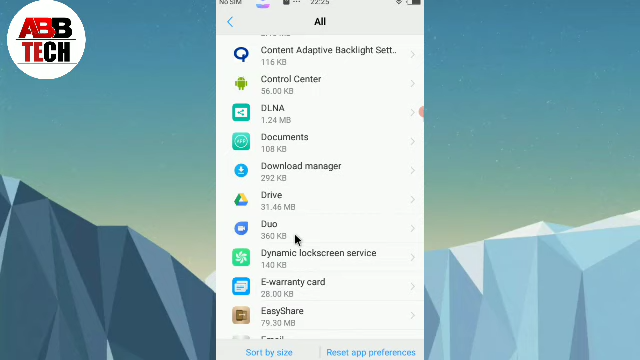 No SIM
22:25
ABB
TECH
All
Content Adaptive Backlight Sett..
116 KB
Control Center
56.00 KB
DLNA
1.24 MB
Documents
108 KB
Download manager
292 KB
Drive
31.46 MB
Duo
360 KB
Dynamic lockscreen service
140 KB
E-warranty card
28.00 KB
EasyShare
79.30 MB
Email
Sort by size
Reset app preferences